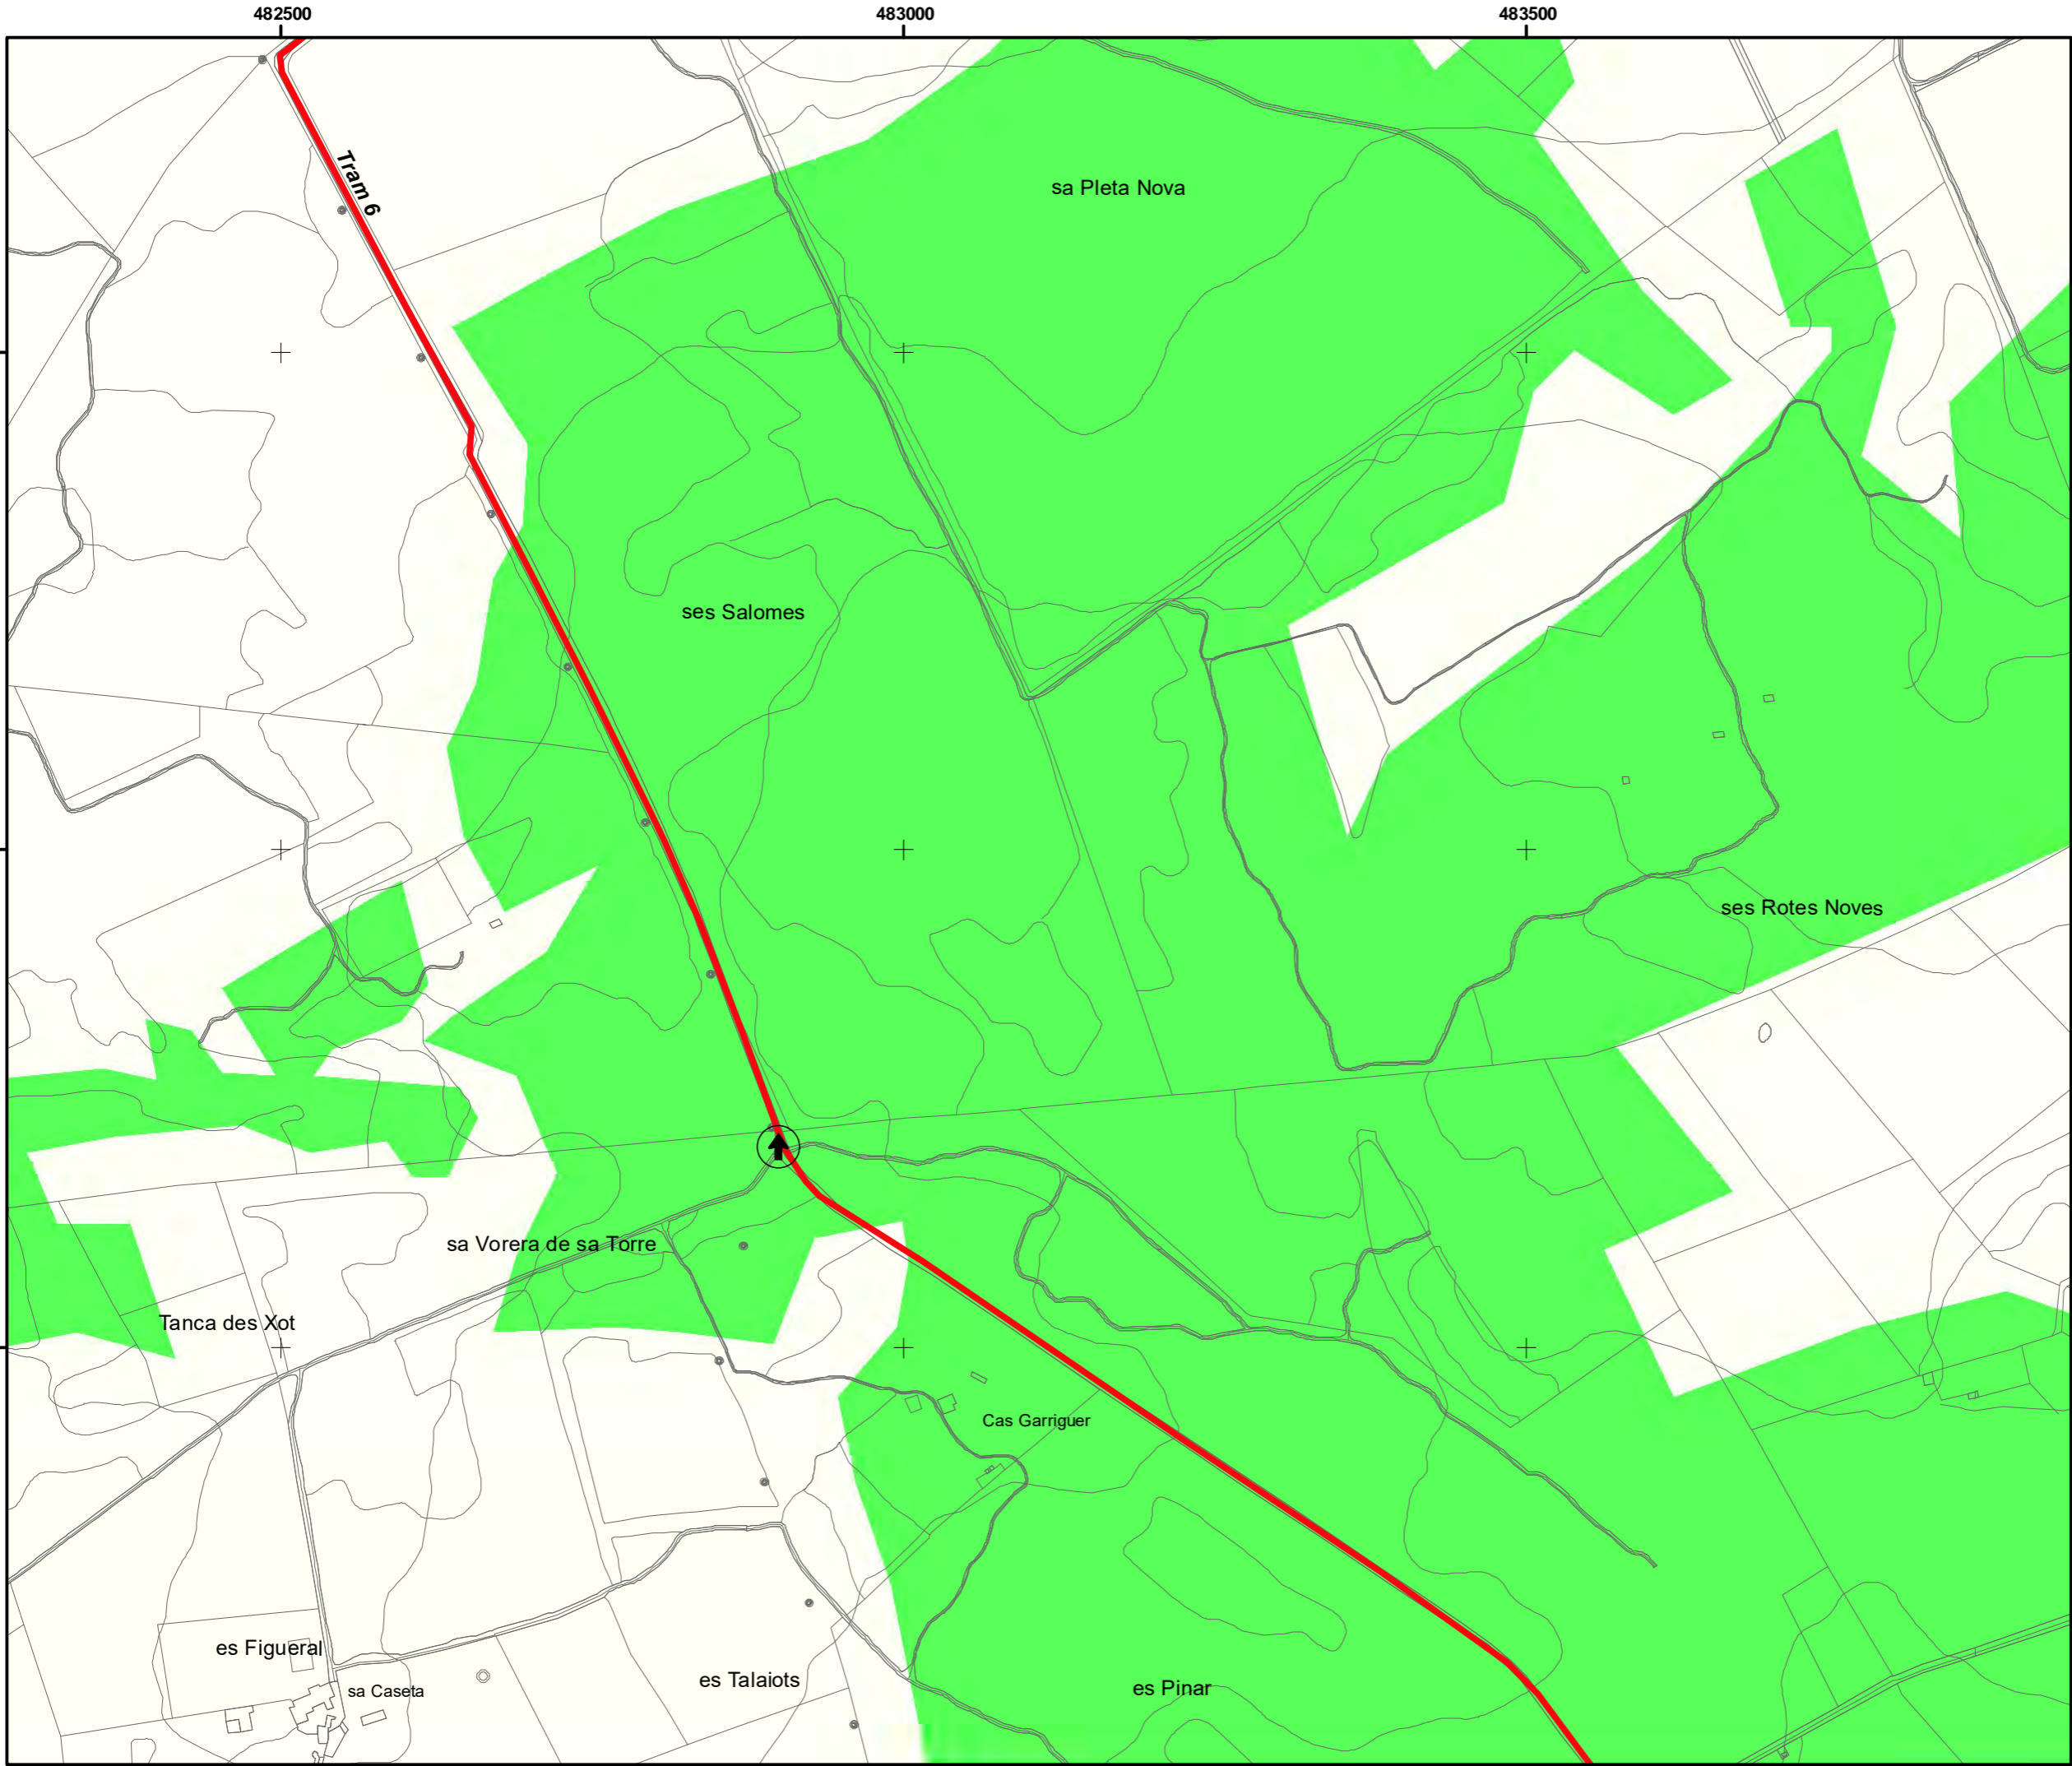 482500
483000
483500
Tram 6
sa Pleta Nova
ses Salomes
ses Rotes Noves
sa Vorera de sa Torre
Tanca des Xot
Cas Garriguer
es Figueral
es Talaiots
es Pinar
sa Caseta